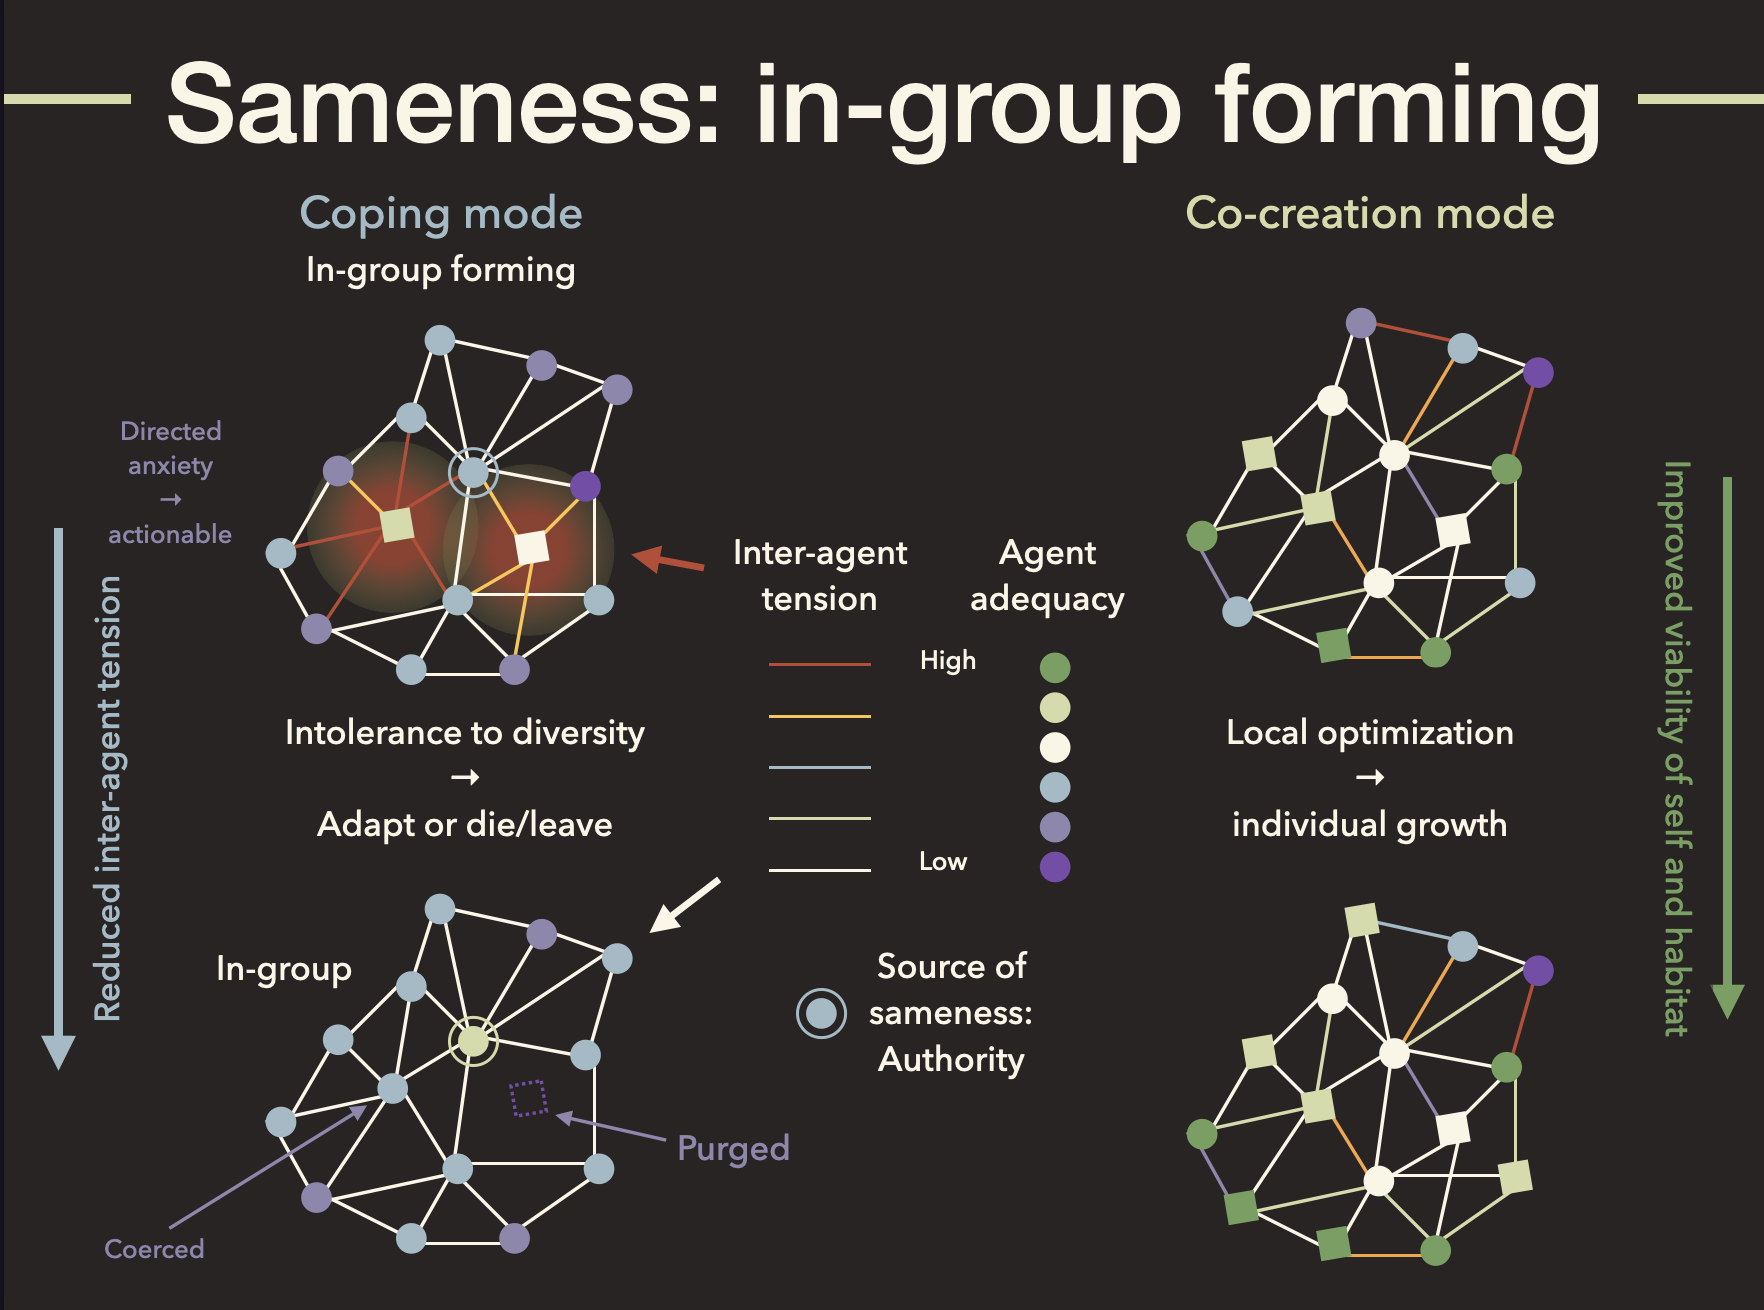 Sameness: in-group forming
Coping mode
In-group forming
Co-creation mode
Directed
anxiety
→
actionable
Reduced inter-agent tension
Intolerance to diversity
→
Adapt or die/leave
Inter-agent
tension
Agent
adequacy
High
Low
Local optimization
→
individual growth
Improved viability of self and habitat
In-group
Source of
sameness:
Authority
Purged
Coerced